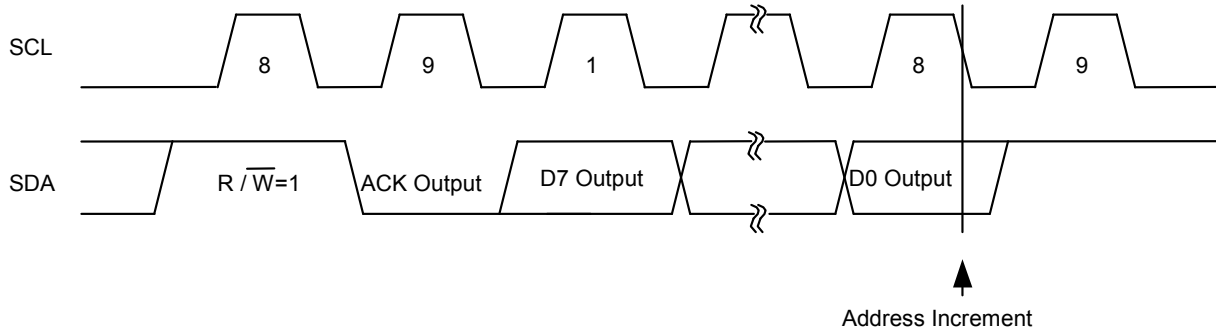 SCL
8
9
1
8
9
SDA
R / W=1
ACK Output
D7 Output
D0 Output
Address Increment